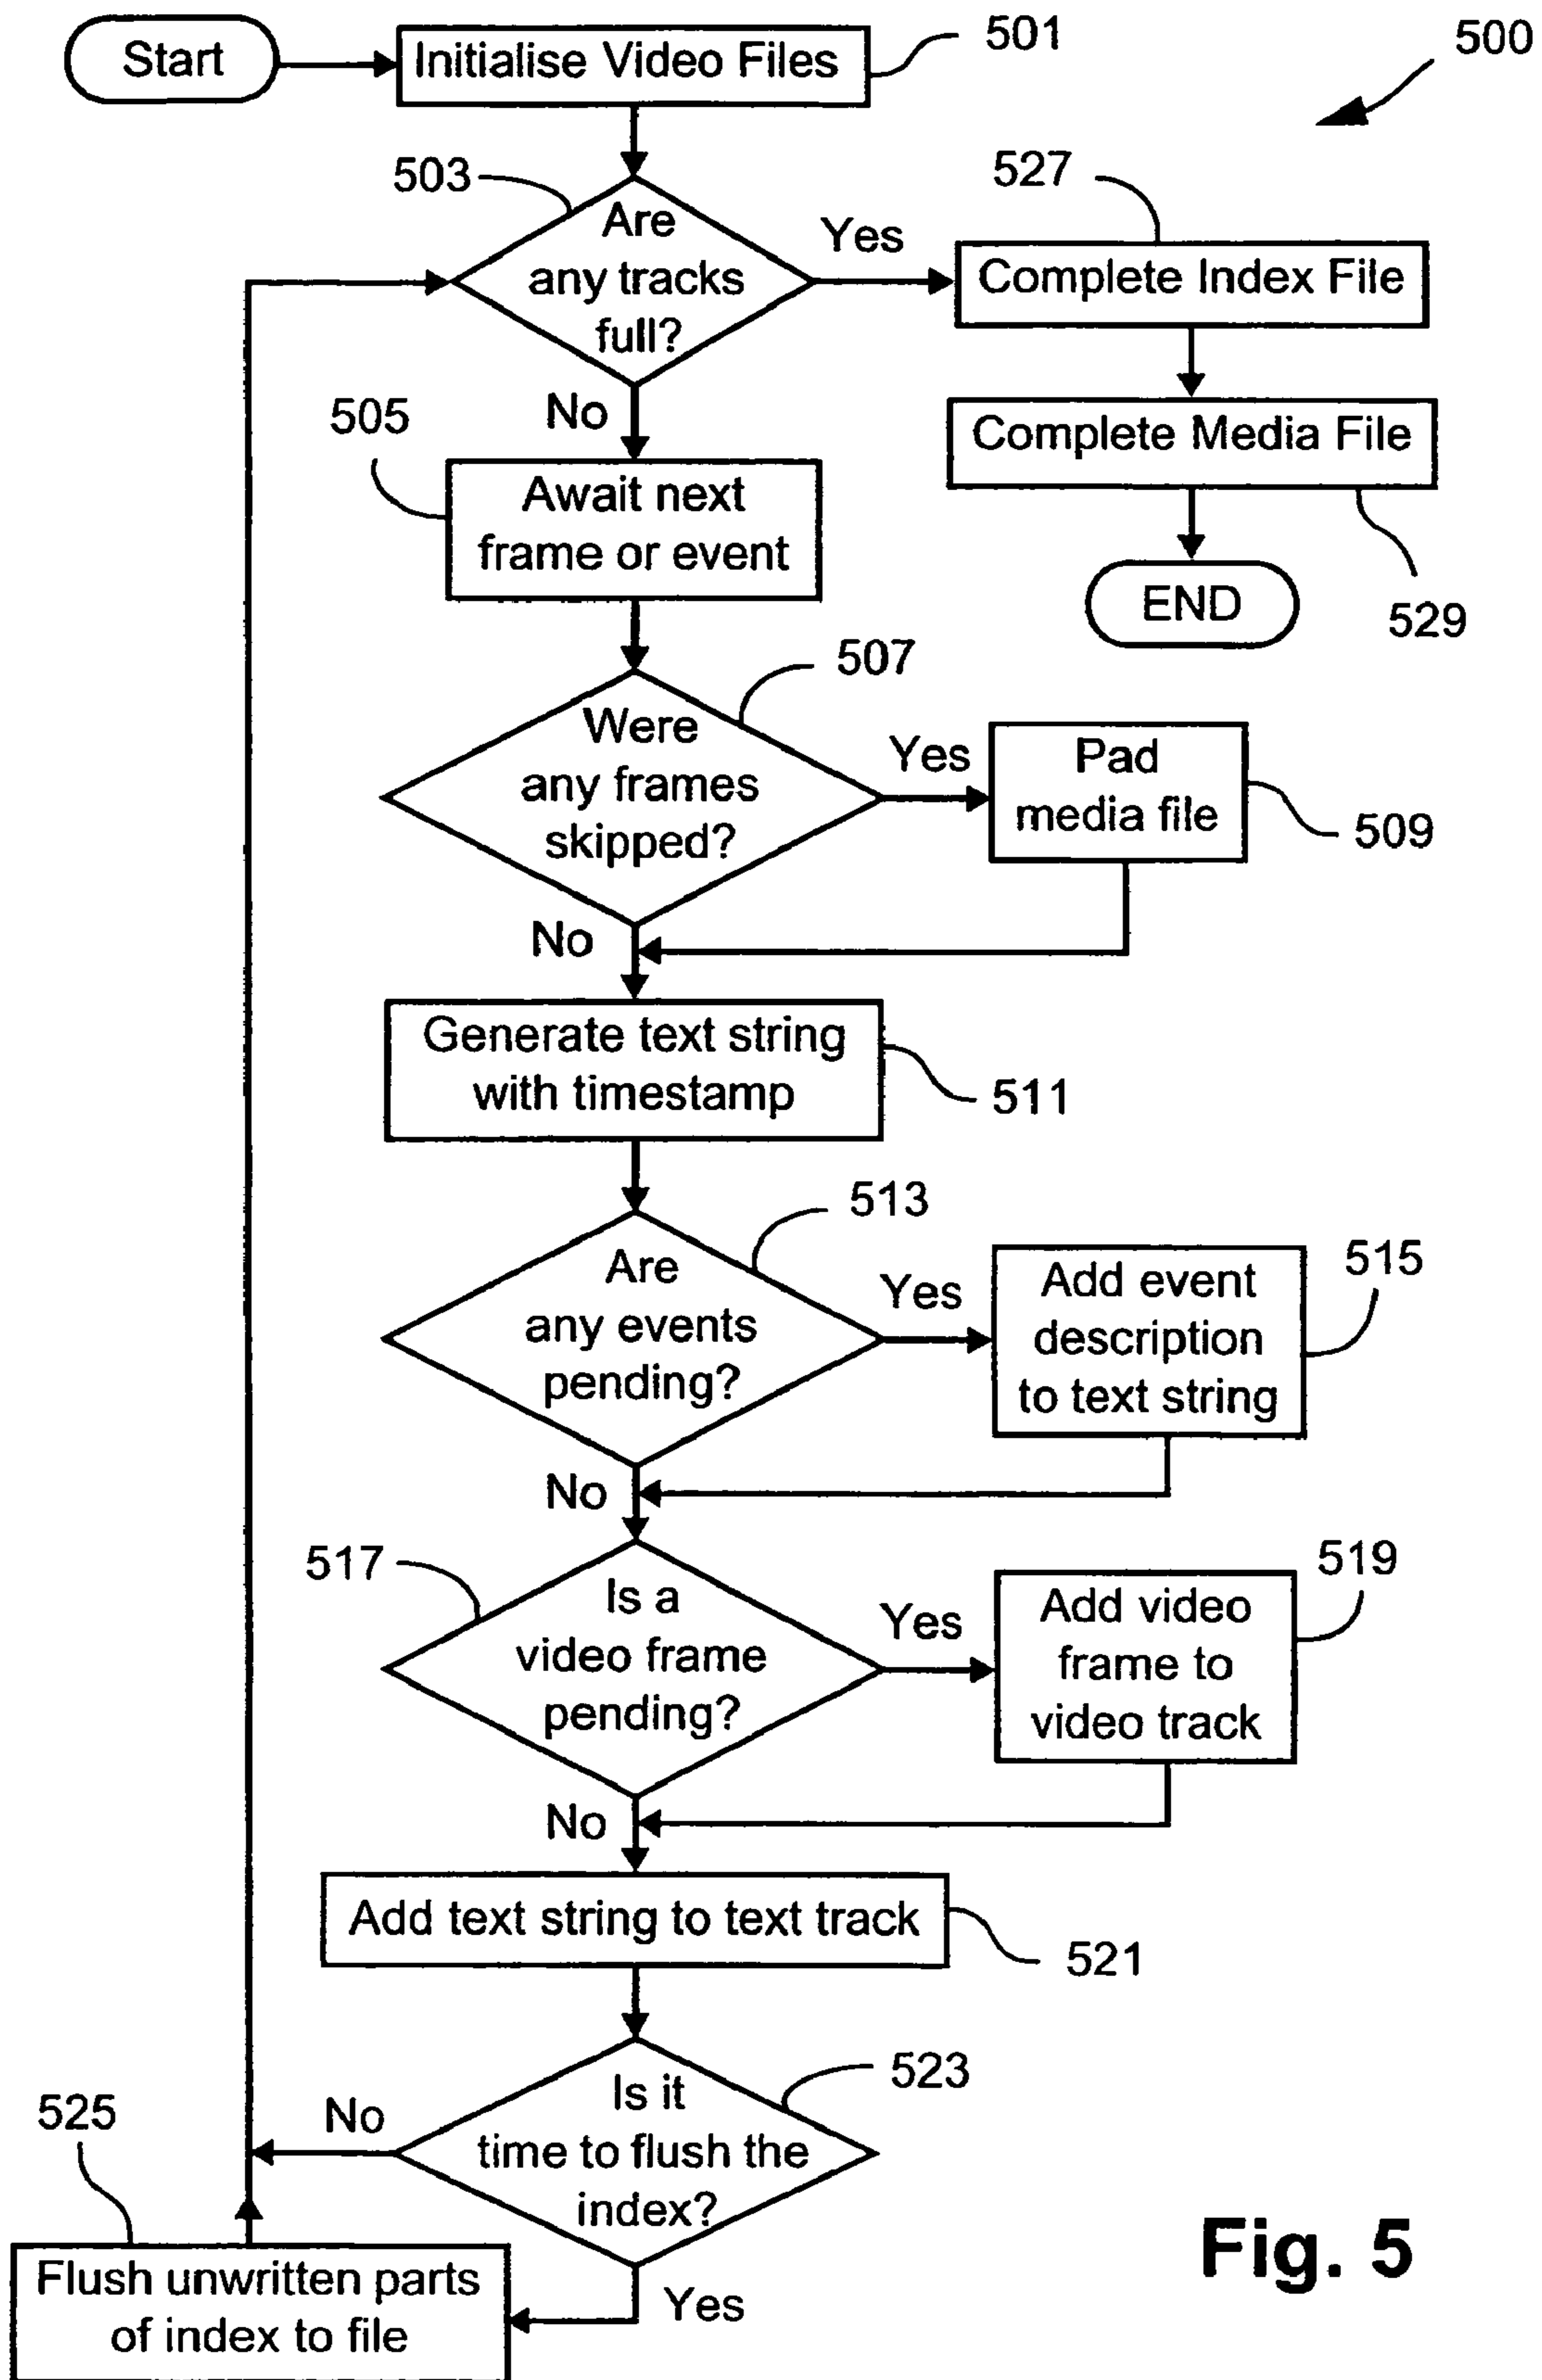 Start
Initialise Video Files
501
500
503
Are
any tracks
full?
Yes
527
Complete Index File
No
505
Await next
frame or event
Complete Media File
529
END
507
Were
any frames
skipped?
Yes
Pad
media file
509
No
Generate text string
with timestamp
511
513
Are
any events
pending?
Yes
Add event
description
to text string
515
No
517
Is a
video frame
pending?
Yes
Add video
frame to
video track
519
No
Add text string to text track
521
523
Is it
time to flush the
index?
No
525
Yes
Flush unwritten parts
of index to file
Fig. 5